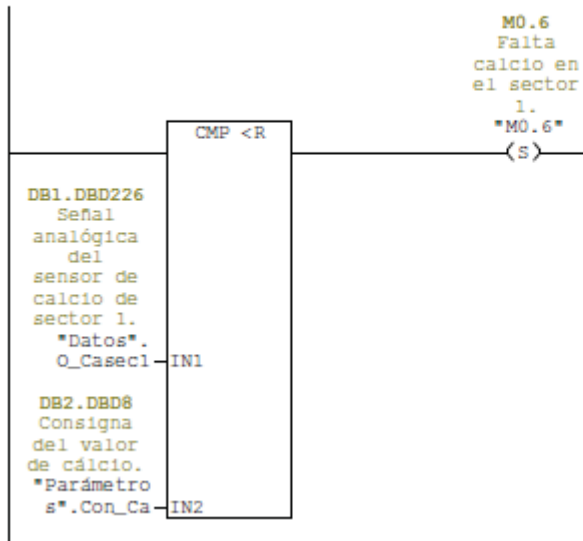 M0.6
Falta
calcio en
el sector
1.
"M0.6"
CMP <R
(S)
DB1.DBD226
Señal
analógica
del
sensor de
calcio de
sector 1.
"Datos".
O_Casec1
IN1
DB2.DBD8
Consigna
del valor
de cálcio.
"Parámetro
s".Con_Ca
IN2